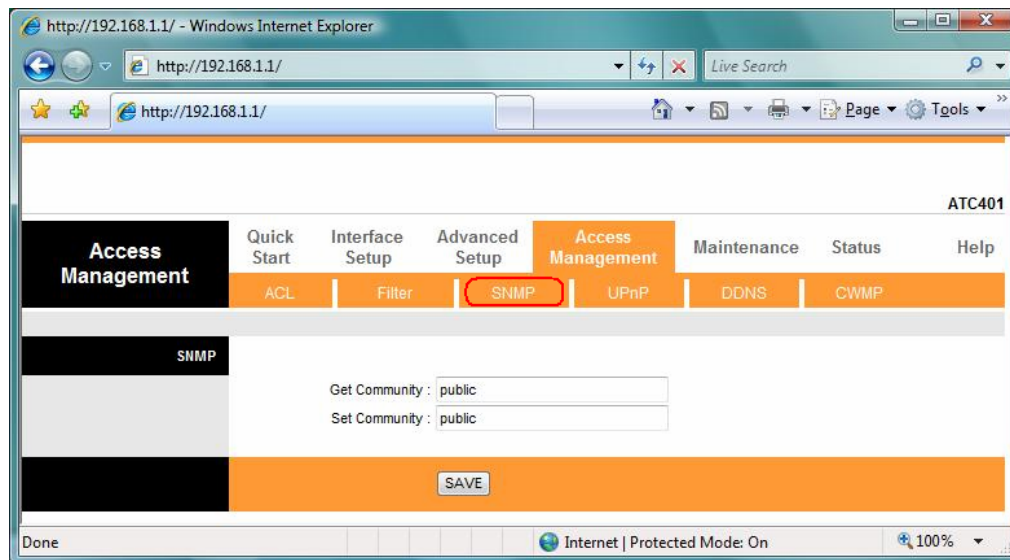 http://192.168.1.1/ - Windows Internet Explorer
http://192.168.1.1/
Live Search
http://192.168.1.1/
Page
Tools
»
ATC401
Access Management
Quick Start
Interface Setup
Advanced Setup
Access Management
Maintenance
Status
Help
ACL
Filter
SNMP
UPnP
DDNS
CWMP
SNMP
Get Community : public
Set Community : public
SAVE
Done
Internet | Protected Mode: On
100%